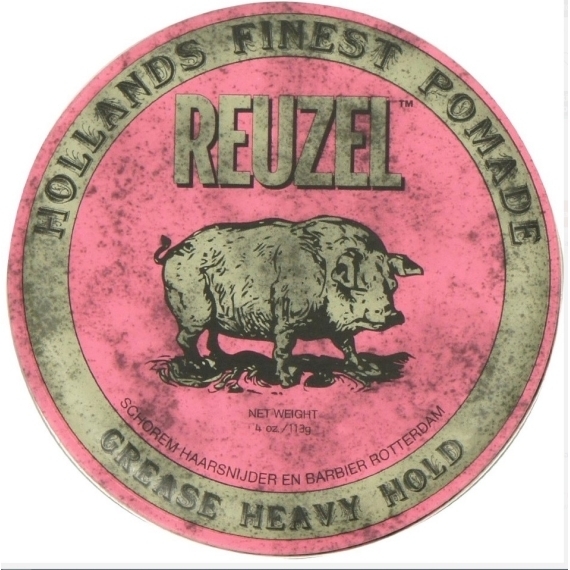 HOLLANDS FINEST POMADE
REUZEL™
NET WEIGHT
4 oz./113g
SCHOREM HAARSNIJDER EN BARBIER ROTTERDAM
GREASE HEAVY HOLD